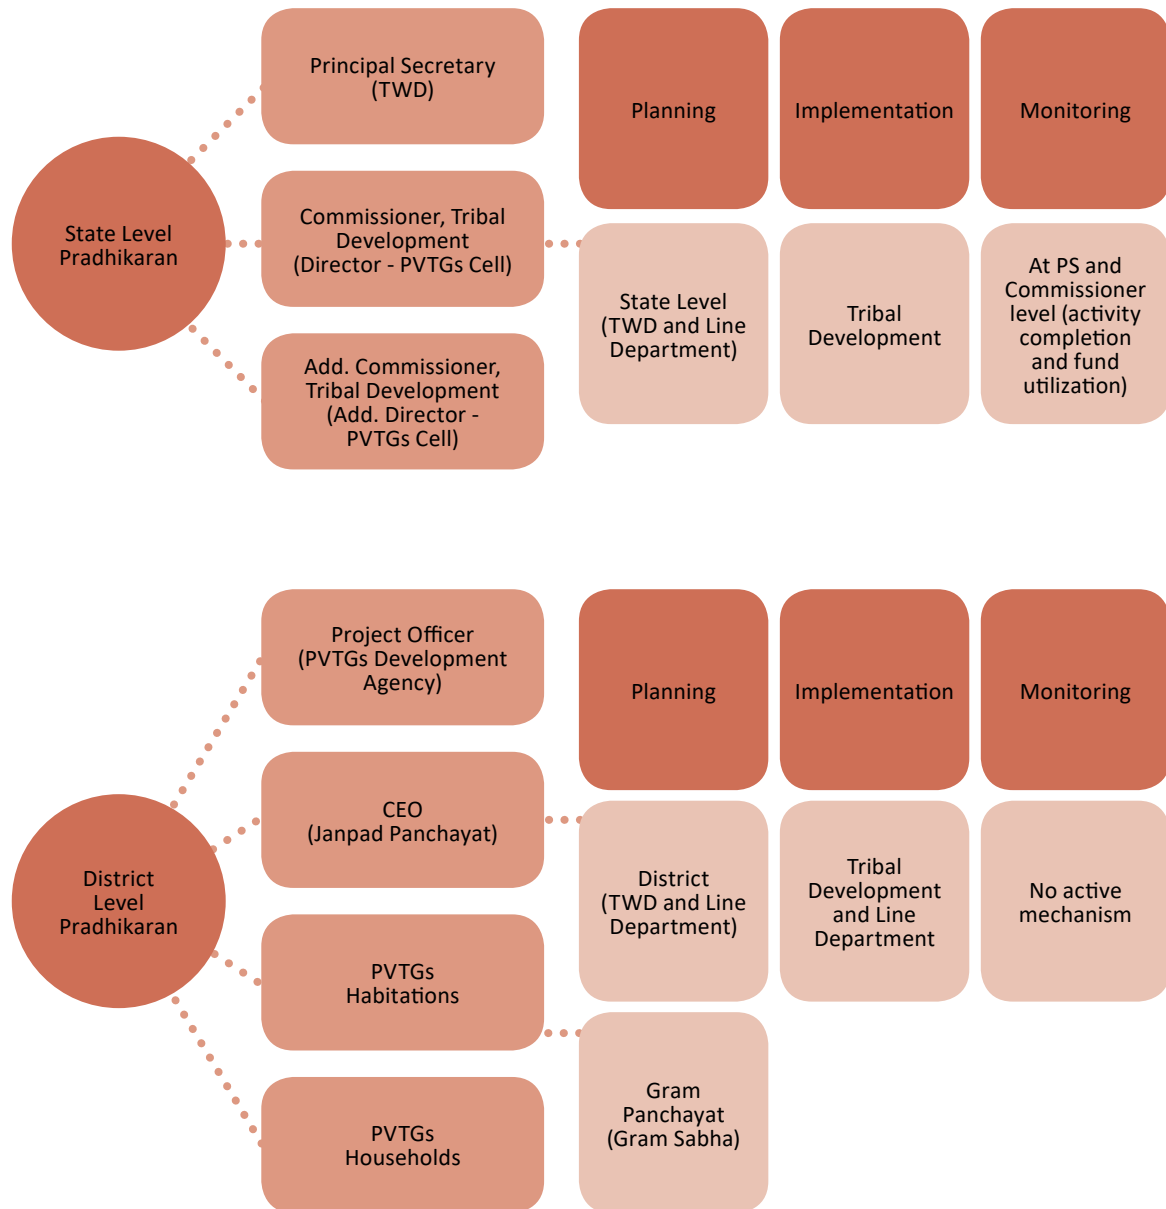 State Level
Pradhikaran
Principal Secretary
(TWD)
Commissioner, Tribal
Development
(Director - PVTGs Cell)
Add. Commissioner,
Tribal Development
(Add. Director -
PVTGs Cell)
Planning
Implementation
Monitoring
State Level
(TWD and Line
Department)
Tribal
Development
At PS and
Commissioner
level (activity
completion
and fund
utilization)
District
Level
Pradhikaran
Project Officer
(PVTGs Development
Agency)
CEO
(Janpad Panchayat)
PVTGs
Habitations
PVTGs
Households
Planning
Implementation
Monitoring
District
(TWD and Line
Department)
Tribal
Development
and Line
Department
No active
mechanism
Gram
Panchayat
(Gram Sabha)